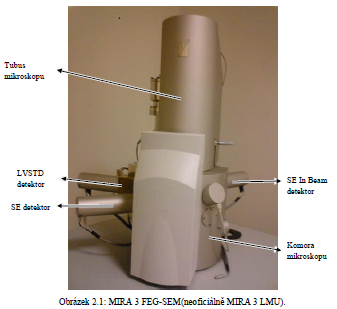 Tubus
mikroskopu
LVSTD
detektor
SE detektor
SE In Beam
detektor
Komora
mikroskopu
Obrázek 2.1: MIRA 3 FEG-SEM(neoficiálně MIRA 3 LMU).